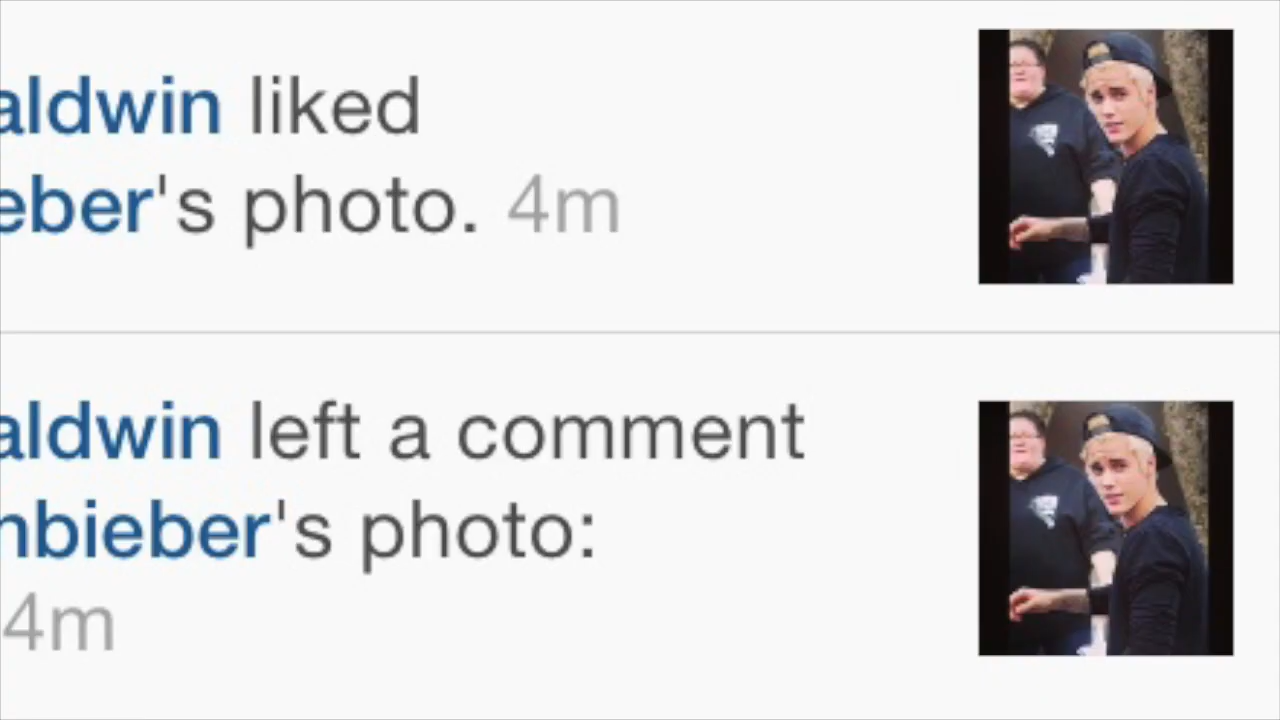 aldwin liked
eber's photo. 4m
aldwin left a comment
nbieber's photo:
4m